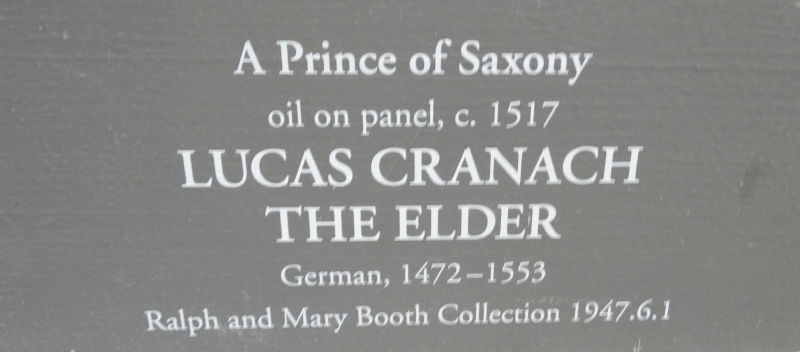 A Prince of Saxony
oil on panel, c. 1517
LUCAS CRANACH
THE ELDER
German, 1472–1553
Ralph and Mary Booth Collection 1947.6.1